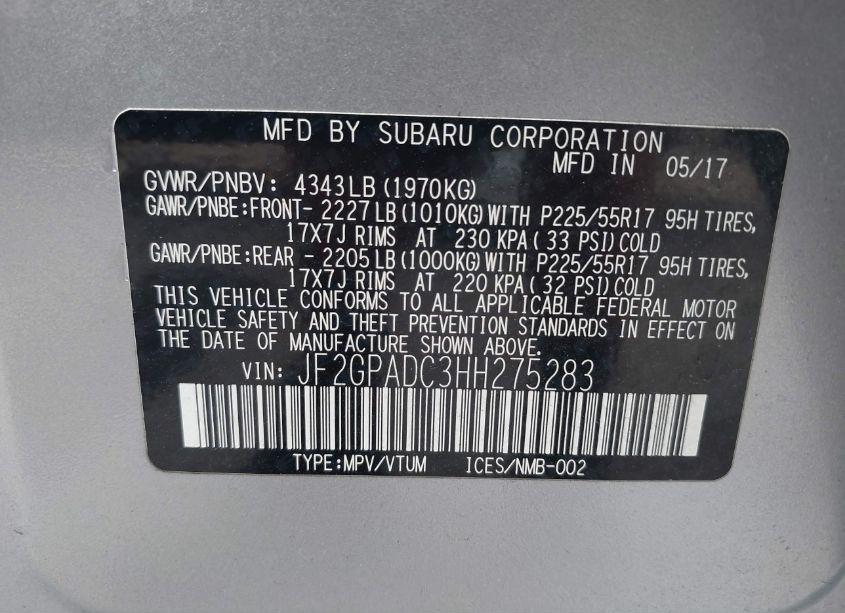 MFD BY SUBARU CORPORATION
MFD IN 05/17
GVWR/PNBV: 4343LB (1970KG)
GAWR/PNBE:FRONT- 2227LB (1010KG) WITH P225/55R17 95H TIRES,
17X7J RIMS AT 230 KPA( 33 PSI) COLD
GAWR/PNBE:REAR - 2205LB (1000KG) WITH P225/55R17 95H TIRES,
17X7J RIMS AT 220 KPA( 32 PSI) COLD
THIS VEHICLE CONFORMS TO ALL APPLICABLE FEDERAL MOTOR
VEHICLE SAFETY AND THEFT PREVENTION STANDARDS IN EFFECT ON
THE DATE OF MANUFACTURE SHOWN ABOVE.
VIN: JF2GPADC3HH275283
TYPE:MPV/VTUM ICES/NMB-002